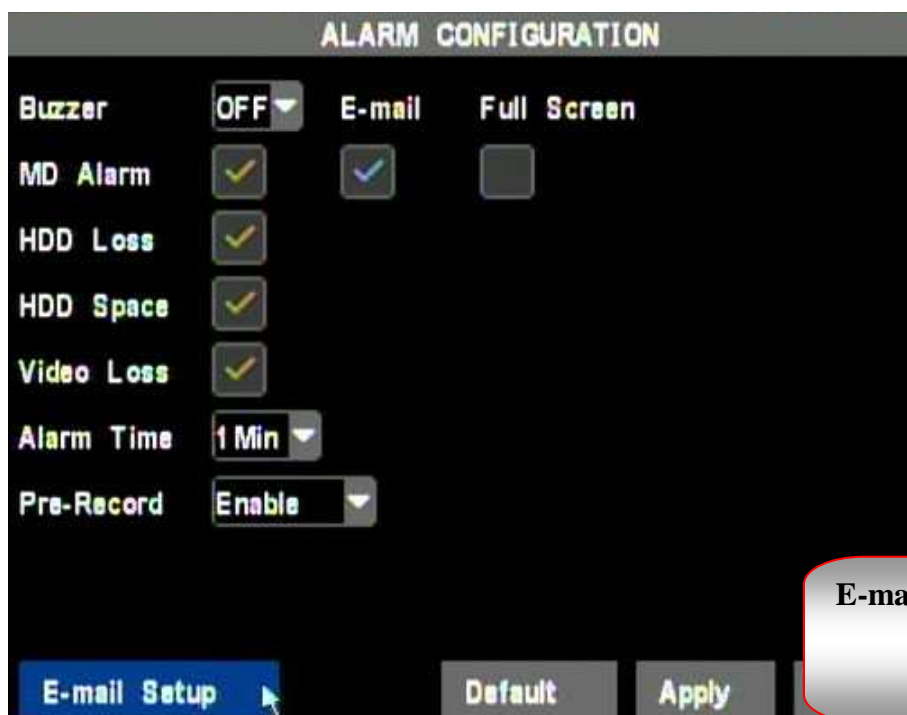 ALARM CONFIGURATION
Buzzer OFF E-mail Full Screen
MD Alarm
HDD Loss
HDD Space
Video Loss
Alarm Time 1 Min
Pre-Record Enable
E-ma
E-mail Setup Default Apply